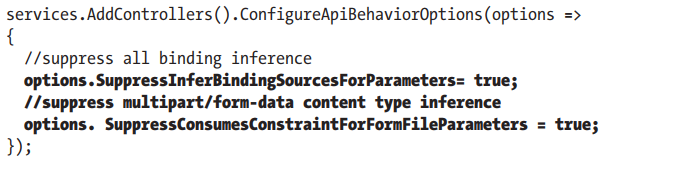 services.AddControllers().ConfigureApiBehaviorOptions(options =>
{
  //suppress all binding inference
  options.SuppressInferBindingSourcesForParameters= true;
  //suppress multipart/form-data content type inference
  options. SuppressConsumesConstraintForFormFileParameters = true;
});